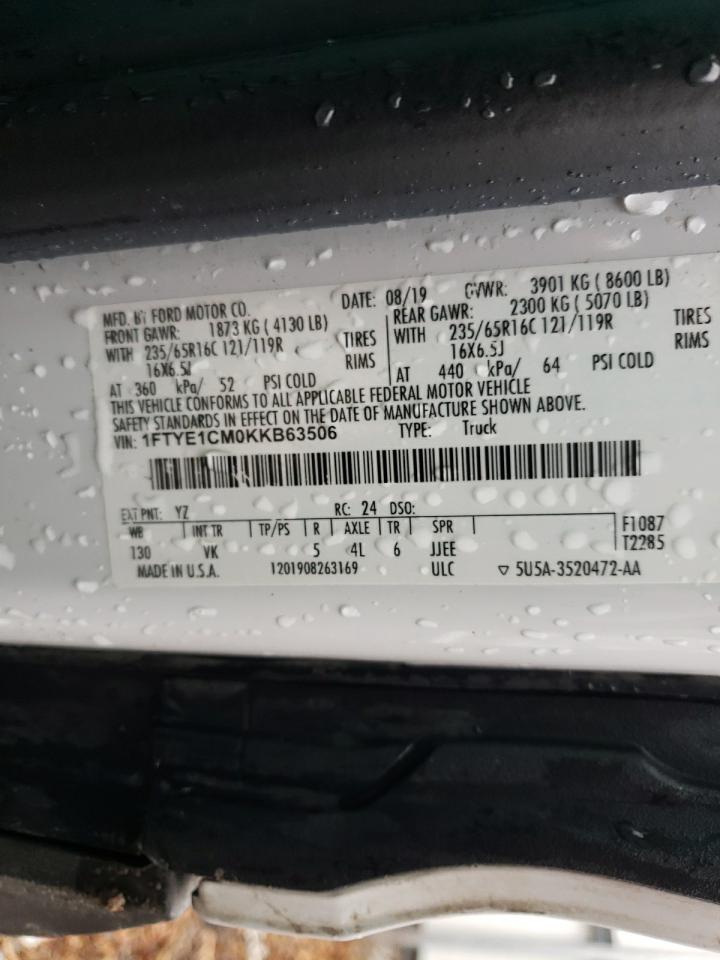 MFD. BY FORD MOTOR CO.
DATE: 08/19 GVWR: 3901 KG ( 8600 LB)
FRONT GAWR: 1873 KG ( 4130 LB)
WITH 235/65R16C 121/119R TIRES
16X6.5J RIMS
AT 360 kPa/ 52 PSI COLD
REAR GAWR: 2300 KG ( 5070 LB)
WITH 235/65R16C 121/119R TIRES
16X6.5J RIMS
AT 440 kPa/ 64 PSI COLD
THIS VEHICLE CONFORMS TO ALL APPLICABLE FEDERAL MOTOR VEHICLE
SAFETY STANDARDS IN EFFECT ON THE DATE OF MANUFACTURE SHOWN ABOVE.
VIN: 1FTYE1CM0KKB63506 TYPE: Truck
EXT PNT: YZ RC: 24 DSO:
WB INT TR TP/PS R AXLE TR SPR F1087
130 VK 5 4L 6 JJEE T2285
MADE IN U.S.A. 1201908263169 ULC ▽ 5U5A-3520472-AA